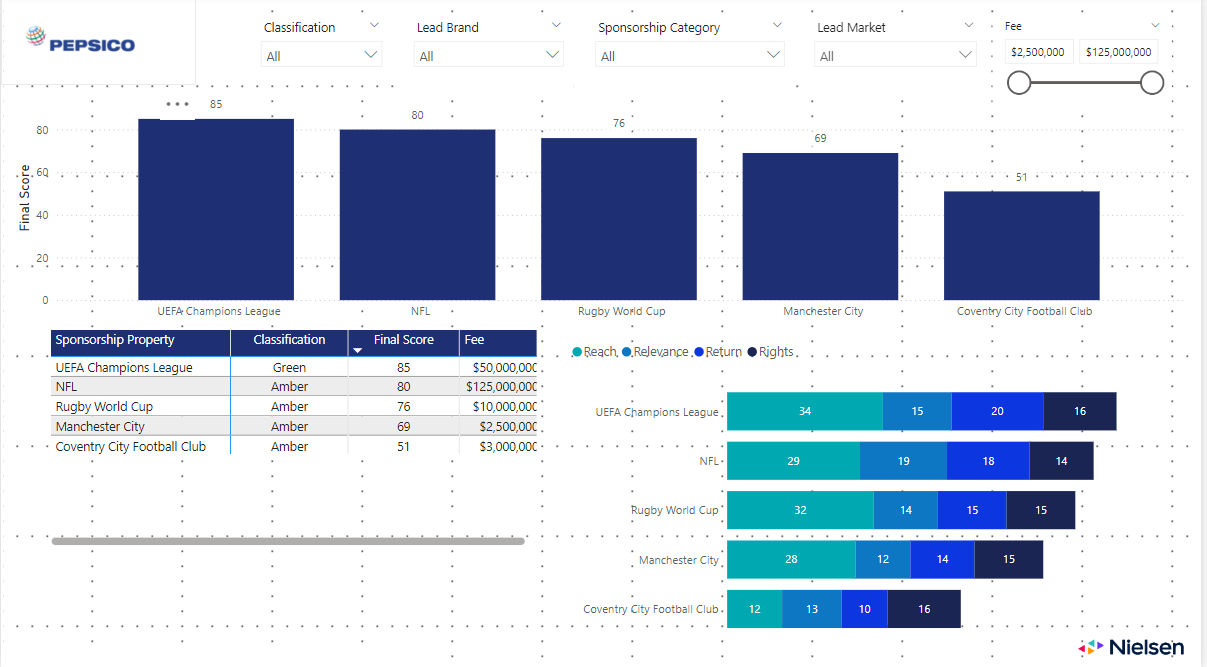 PEPSICO
Classification
All
Lead Brand
All
Sponsorship Category
All
Lead Market
All
Fee
$2,500,000 $125,000,000
Final Score
80
60
40
20
0
85
80
76
69
51
UEFA Champions League
NFL
Rugby World Cup
Manchester City
Coventry City Football Club
Sponsorship Property Classification Final Score Fee
UEFA Champions League Green 85 $50,000,000
NFL Amber 80 $125,000,000
Rugby World Cup Amber 76 $10,000,000
Manchester City Amber 69 $2,500,000
Coventry City Football Club Amber 51 $3,000,000
Reach Relevance Return Rights
UEFA Champions League 34 15 20 16
NFL 29 19 18 14
Rugby World Cup 32 14 15 15
Manchester City 28 12 14 15
Coventry City Football Club 12 13 10 16
Nielsen